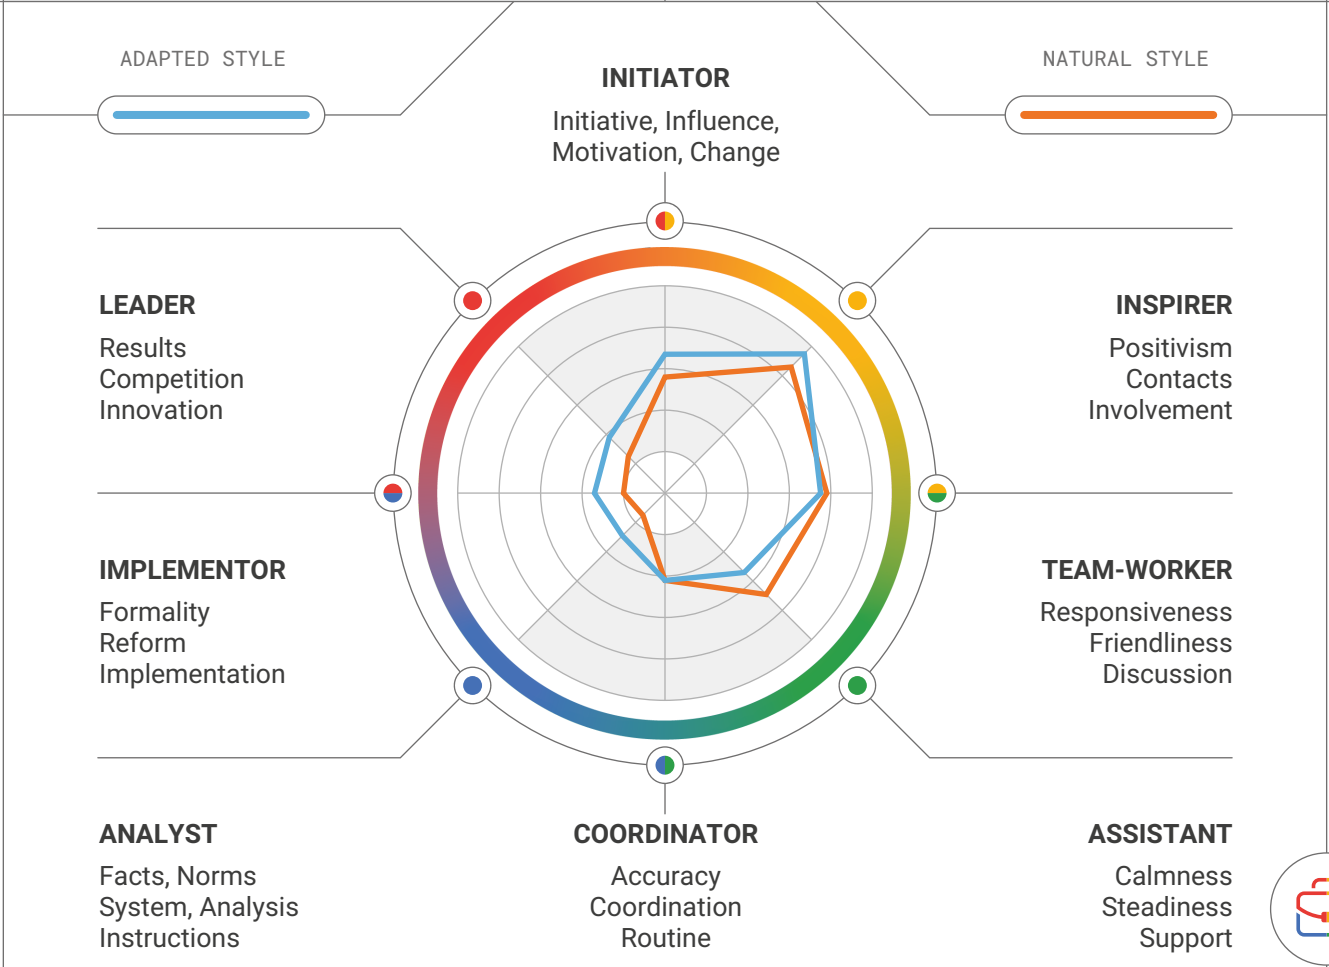 ADAPTED STYLE
NATURAL STYLE
INITIATOR
Initiative, Influence,
Motivation, Change
LEADER
Results
Competition
Innovation
INSPIRER
Positivism
Contacts
Involvement
IMPLEMENTOR
Formality
Reform
Implementation
TEAM-WORKER
Responsiveness
Friendliness
Discussion
ANALYST
Facts, Norms
System, Analysis
Instructions
COORDINATOR
Accuracy
Coordination
Routine
ASSISTANT
Calmness
Steadiness
Support